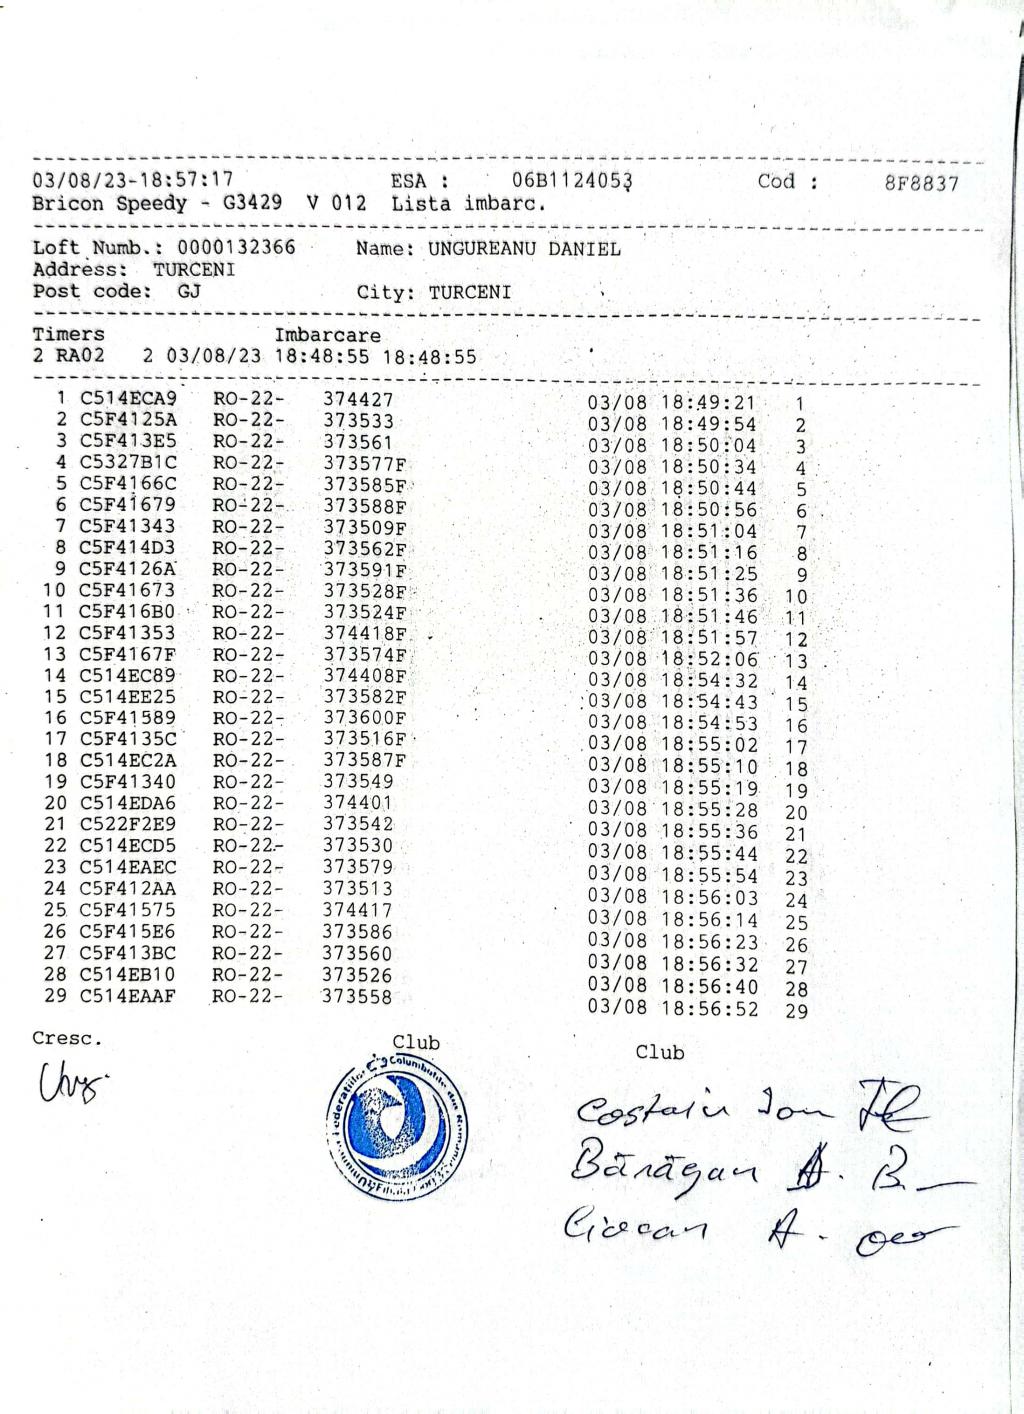 03/08/23-18:57:17 ESA : 06B1124053 Cod : 8F8837
Bricon Speedy - G3429 V 012 Lista imbarc.
Loft Numb.: 0000132366 Name: UNGUREANU DANIEL
Address: TURCENI
Post code: GJ City: TURCENI
Timers Imbarcare
2 RA02 2 03/08/23 18:48:55 18:48:55
1 C514ECA9 RO-22- 374427 03/08 18:49:21 1
2 C5F4125A RO-22- 373533 03/08 18:49:54 2
3 C5F413E5 RO-22- 373561 03/08 18:50:04 3
4 C5327B1C RO-22- 373577F 03/08 18:50:34 4
5 C5F4166C RO-22- 373585F 03/08 18:50:44 5
6 C5F41679 RO-22- 373588F 03/08 18:50:56 6
7 C5F41343 RO-22- 373509F 03/08 18:51:04 7
8 C5F414D3 RO-22- 373562F 03/08 18:51:16 8
9 C5F4126A RO-22- 373591F 03/08 18:51:25 9
10 C5F41673 RO-22- 373528F 03/08 18:51:36 10
11 C5F416B0 RO-22- 373524F 03/08 18:51:46 11
12 C5F41353 RO-22- 374418F 03/08 18:51:57 12
13 C5F4167F RO-22- 373574F 03/08 18:52:06 13
14 C514EC89 RO-22- 374408F 03/08 18:54:32 14
15 C514EE25 RO-22- 373582F 03/08 18:54:43 15
16 C5F41589 RO-22- 373600F 03/08 18:54:53 16
17 C5F4135C RO-22- 373516F 03/08 18:55:02 17
18 C514EC2A RO-22- 373587F 03/08 18:55:10 18
19 C5F41340 RO-22- 373549 03/08 18:55:19 19
20 C514EDA6 RO-22- 374401 03/08 18:55:28 20
21 C522F2E9 RO-22- 373542 03/08 18:55:36 21
22 C514ECD5 RO-22- 373530 03/08 18:55:44 22
23 C514EAEC RO-22- 373579 03/08 18:55:54 23
24 C5F412AA RO-22- 373513 03/08 18:56:03 24
25 C5F41575 RO-22- 374417 03/08 18:56:14 25
26 C5F415E6 RO-22- 373586 03/08 18:56:23 26
27 C5F413BC RO-22- 373560 03/08 18:56:32 27
28 C514EB10 RO-22- 373526 03/08 18:56:40 28
29 C514EAAF RO-22- 373558 03/08 18:56:52 29
Cresc. Club Club
Ion
Bărăgan A. B.
Ciocan A.